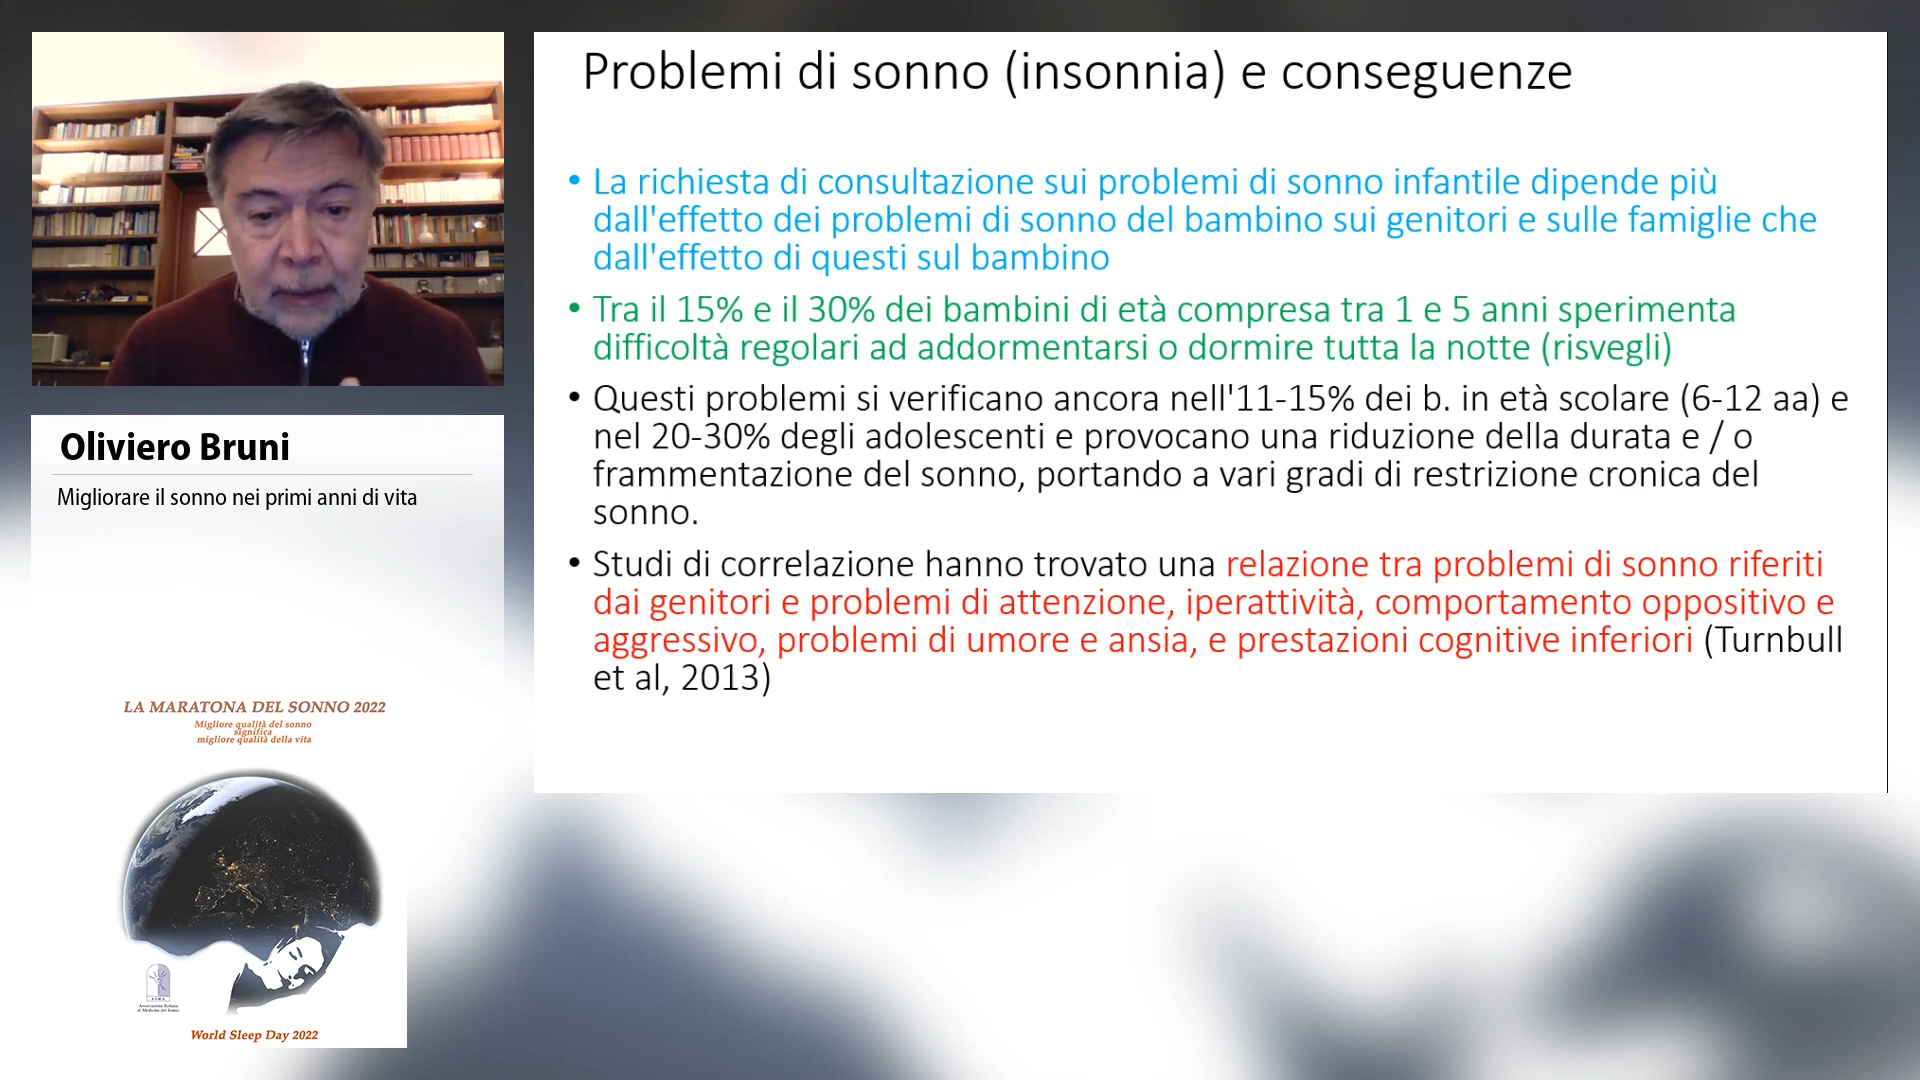 Problemi di sonno (insonnia) e conseguenze
• La richiesta di consultazione sui problemi di sonno infantile dipende più
dall'effetto dei problemi di sonno del bambino sui genitori e sulle famiglie che
dall'effetto di questi sul bambino
• Tra il 15% e il 30% dei bambini di età compresa tra 1 e 5 anni sperimenta
difficoltà regolari ad addormentarsi o dormire tutta la notte (risvegli)
• Questi problemi si verificano ancora nell'11-15% dei b. in età scolare (6-12 aa) e
nel 20-30% degli adolescenti e provocano una riduzione della durata e / o
frammentazione del sonno, portando a vari gradi di restrizione cronica del
sonno.
• Studi di correlazione hanno trovato una relazione tra problemi di sonno riferiti
dai genitori e problemi di attenzione, iperattività, comportamento oppositivo e
aggressivo, problemi di umore e ansia, e prestazioni cognitive inferiori (Turnbull
et al, 2013)
Oliviero Bruni
Migliorare il sonno nei primi anni di vita
LA MARATONA DEL SONNO 2022
Migliore qualità del sonno
significa
migliore qualità della vita
Associazione Italiana
di Medicina del Sonno
World Sleep Day 2022